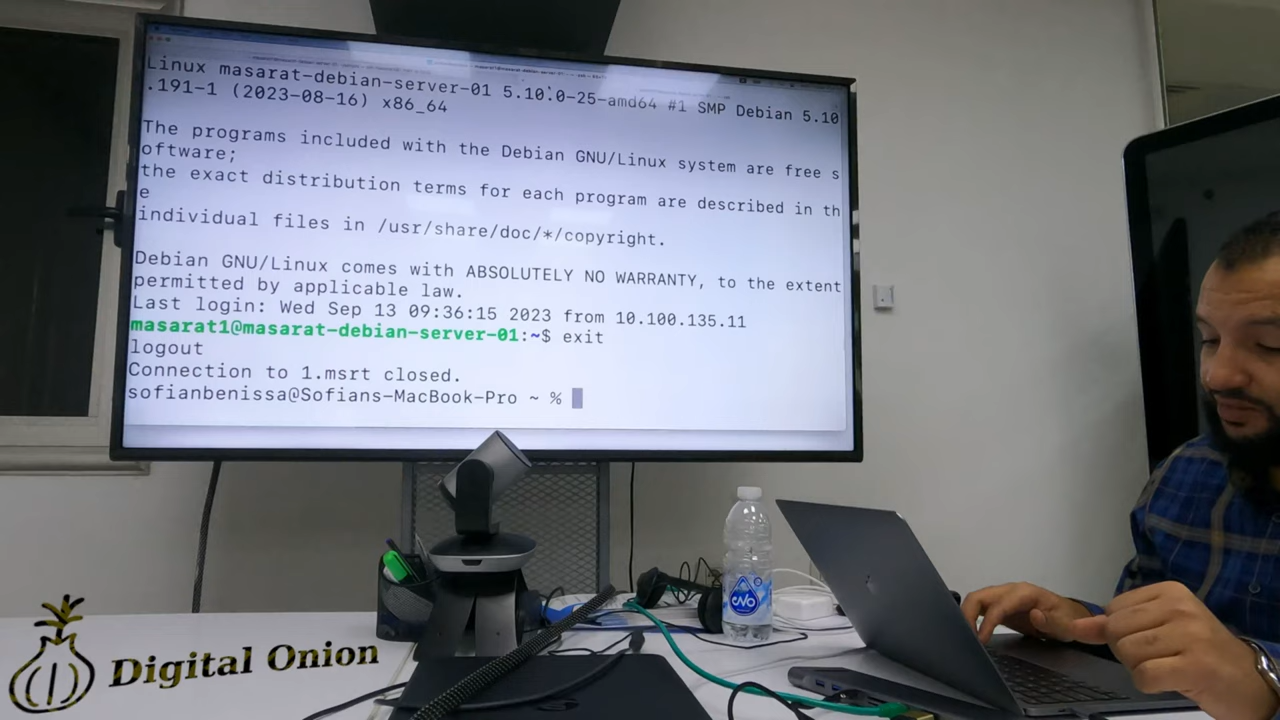 Linux masarat-debian-server-01 5.10.0-25-amd64 #1 SMP Debian 5.10
.191-1 (2023-08-16) x86_64
The programs included with the Debian GNU/Linux system are free s
oftware;
the exact distribution terms for each program are described in th
e
individual files in /usr/share/doc/*/copyright.
Debian GNU/Linux comes with ABSOLUTELY NO WARRANTY, to the extent
permitted by applicable law.
Last login: Wed Sep 13 09:36:15 2023 from 10.100.135.11
masarat1@masarat-debian-server-01:~$ exit
logout
Connection to 1.msrt closed.
sofianbenissa@Sofians-MacBook-Pro ~ %
Digital Onion